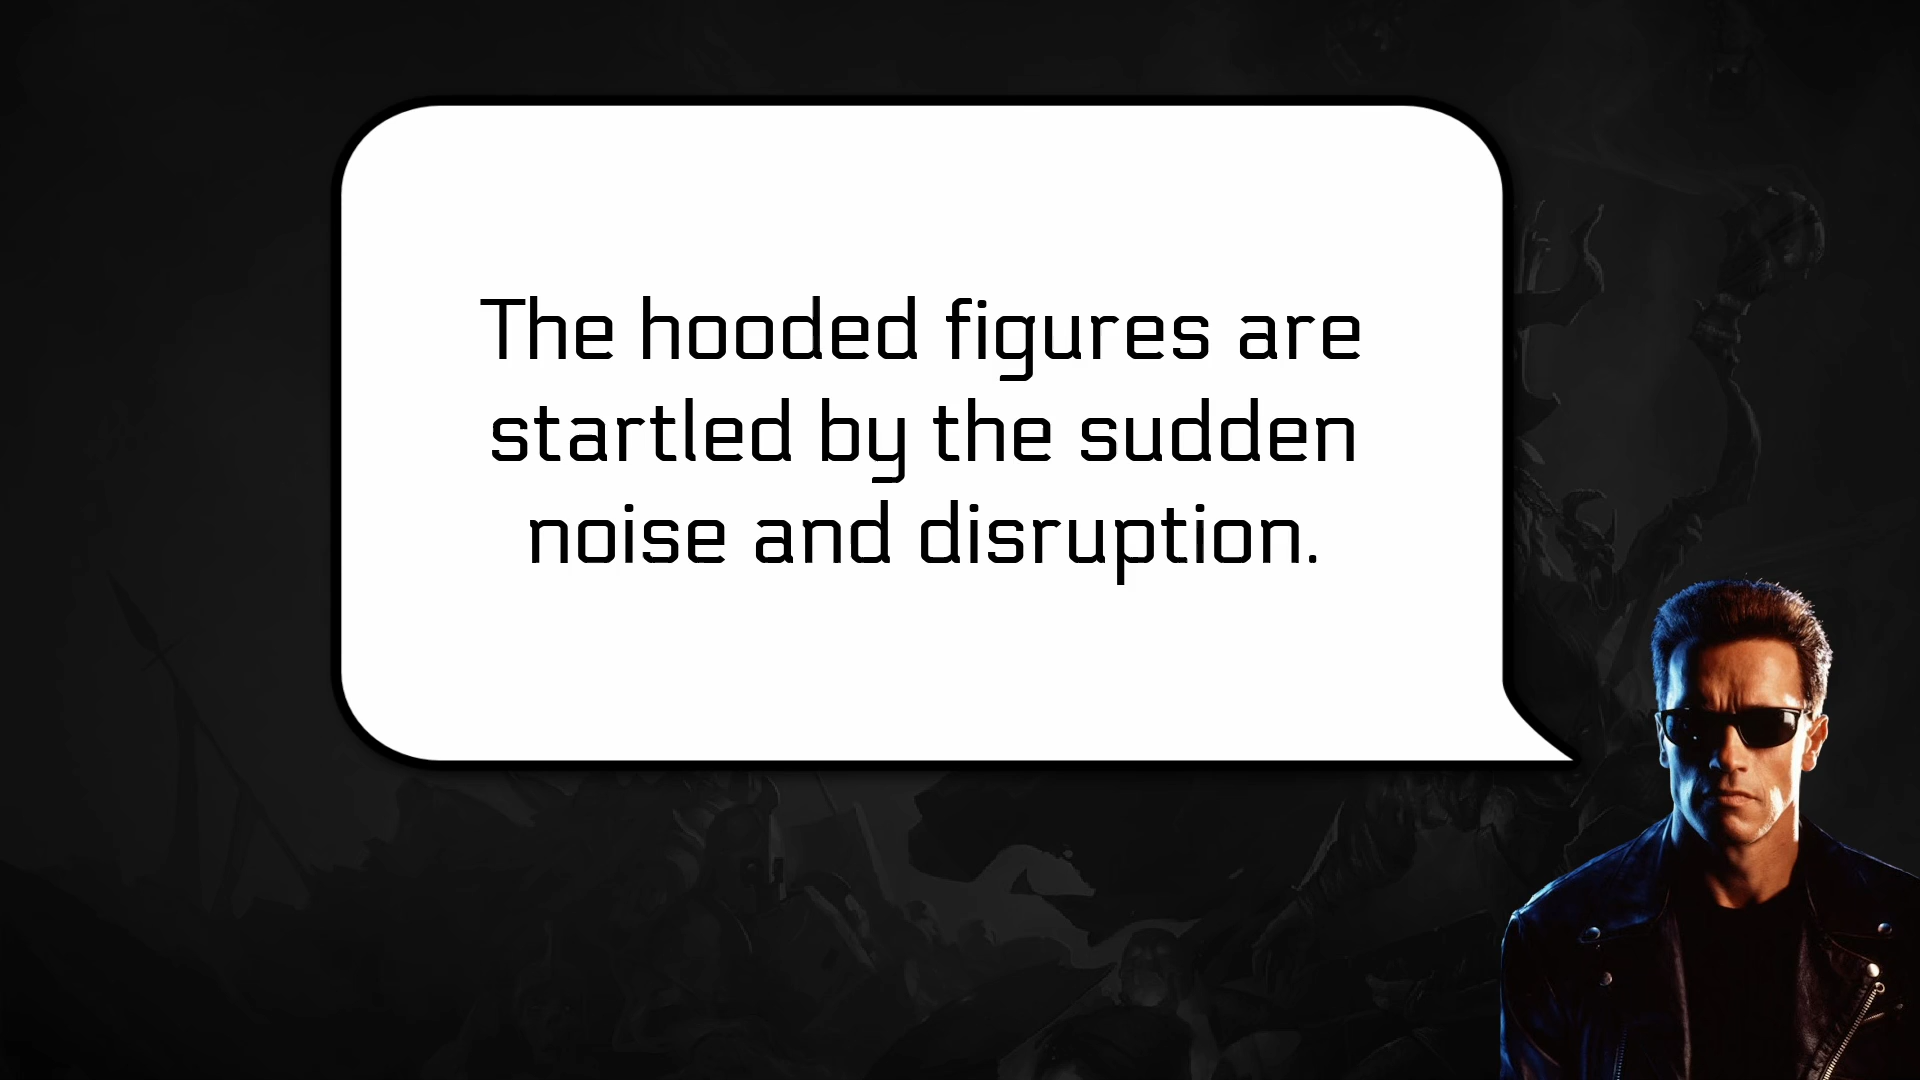 The hooded figures are
startled by the sudden
noise and disruption.